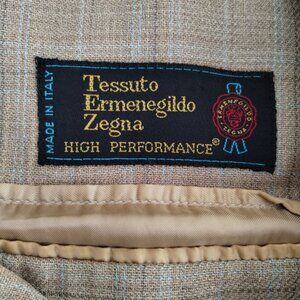 MADE IN ITALY
Tessuto
Ermenegildo
Zegna
HIGH PERFORMANCE®
ERMENEGILDO
ZEGNA